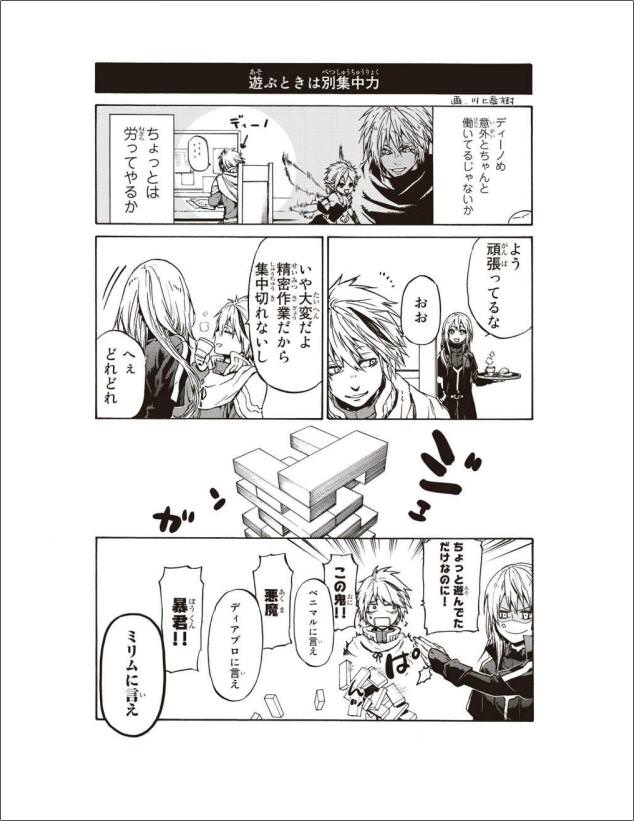 遊ぶときは別集中力
画．川上泰樹
ディーノめ
意外とちゃんと
働いてるじゃないか
ディーノ
ちょっとは
労ってやるか
よう
頑張ってるな
おお
いや大変だよ
精密作業だから
集中切れないし
へぇ
どれどれ
ジェンガ
ちょっと遊んでた
だけなのに！
ぱ。
この鬼！！
ベニマルに言え
悪魔
ディアブロに言え
暴君！！
ミリムに言え